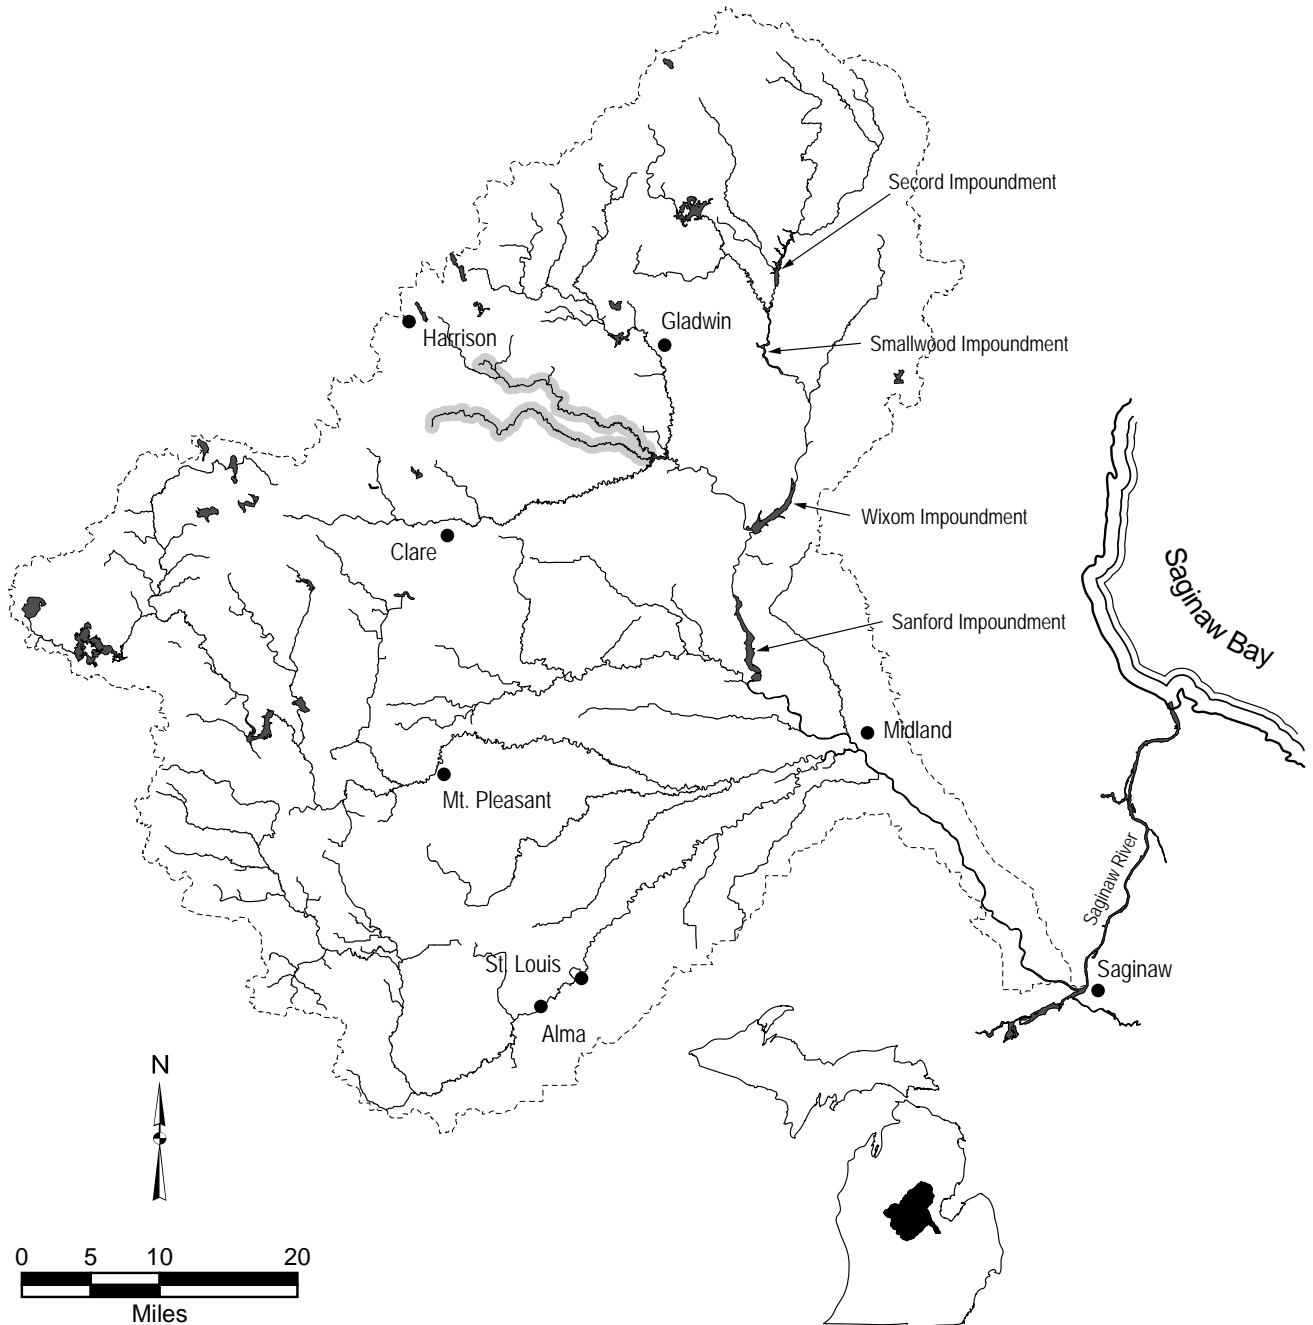 Secord Impoundment
Gladwin
Harrison
Smallwood Impoundment
Wixom Impoundment
Clare
Saginaw Bay
Sanford Impoundment
Midland
Mt. Pleasant
Saginaw River
St. Louis
Saginaw
Alma
N
0 5 10 20
Miles